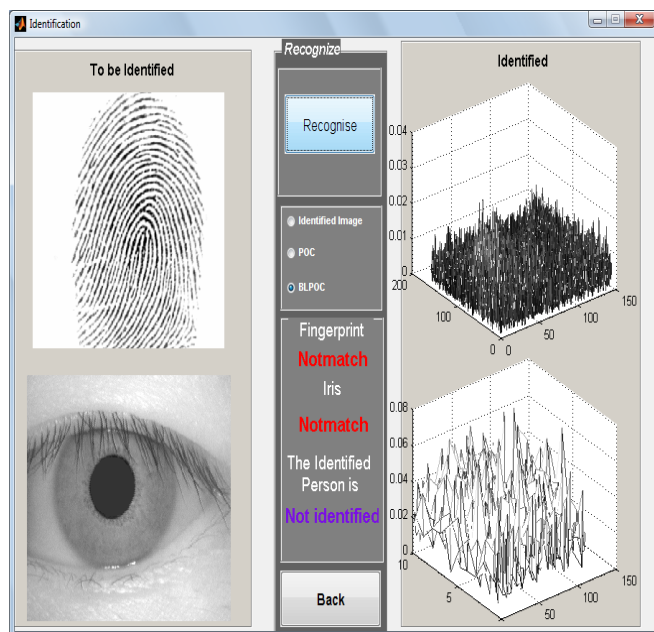 Identification
To be Identified
Recognize
Recognise
Identified Image
POC
BLPOC
Fingerprint
Notmatch
Iris
Notmatch
The Identified
Person is
Not identified
Back
Identified
0.04
0.03
0.02
0.01
0
200
100
0
0
50
100
150
0.08
0.06
0.04
0.02
0
10
5
50
100
150